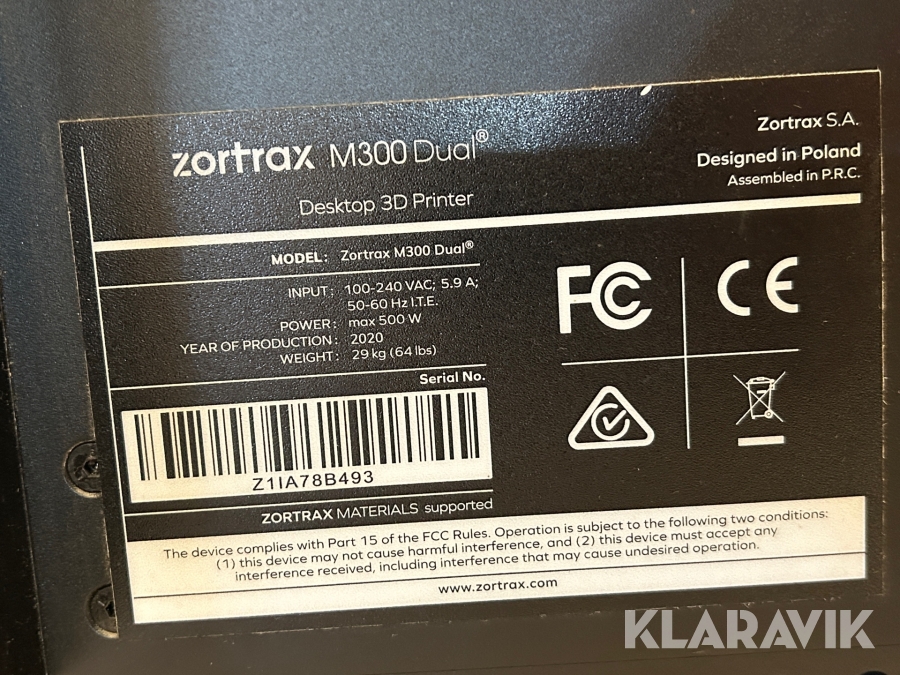 zortrax M300 Dual®
Desktop 3D Printer
Zortrax S.A.
Designed in Poland
Assembled in P.R.C.
MODEL: Zortrax M300 Dual®
INPUT: 100-240 VAC; 5.9 A;
50-60 Hz I.T.E.
POWER: max 500 W
YEAR OF PRODUCTION: 2020
WEIGHT: 29 kg (64 lbs)
FC CE
Serial No.
Z1IA78B493
ZORTRAX MATERIALS supported
The device complies with Part 15 of the FCC Rules. Operation is subject to the following two conditions:
(1) this device may not cause harmful interference, and (2) this device must accept any
interference received, including interference that may cause undesired operation.
www.zortrax.com
KLARAVIK